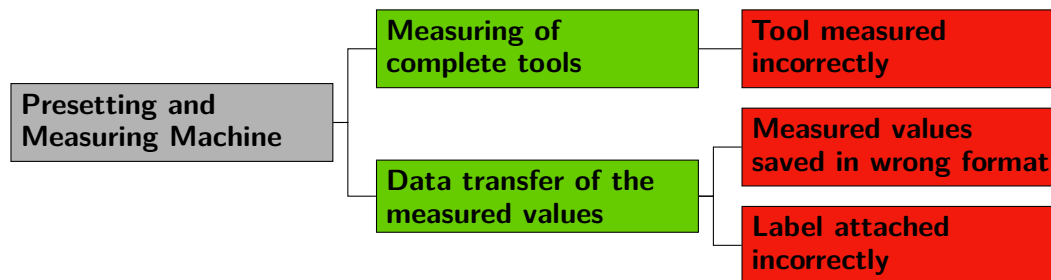 Presetting and
Measuring Machine
Measuring of
complete tools
Data transfer of the
measured values
Tool measured
incorrectly
Measured values
saved in wrong format
Label attached
incorrectly